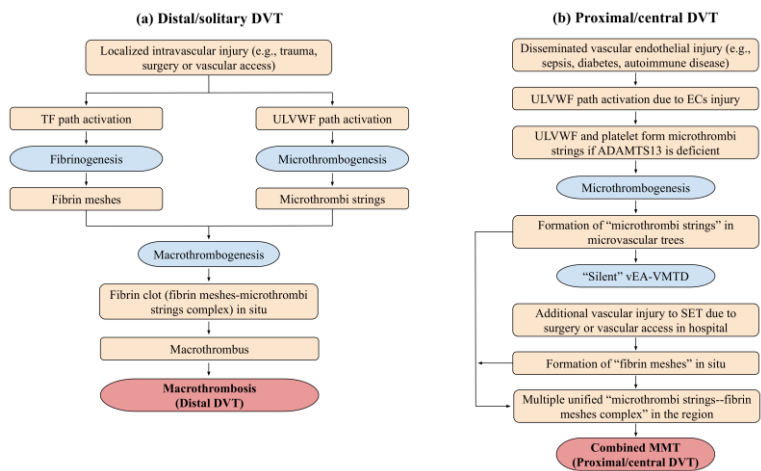 (a) Distal/solitary DVT
Localized intravascular injury (e.g., trauma,
surgery or vascular access)
TF path activation
ULVWF path activation
Fibrinogenesis
Microthrombogenesis
Fibrin meshes
Microthrombi strings
Macrothrombogenesis
Fibrin clot (fibrin meshes-microthrombi
strings complex) in situ
Macrothrombus
Macrothrombosis
(Distal DVT)
(b) Proximal/central DVT
Disseminated vascular endothelial injury (e.g.,
sepsis, diabetes, autoimmune disease)
ULVWF path activation due to ECs injury
ULVWF and platelet form microthrombi
strings if ADAMTS13 is deficient
Microthrombogenesis
Formation of “microthrombi strings” in
microvascular trees
“Silent” vEA-VMTD
Additional vascular injury to SET due to
surgery or vascular access in hospital
Formation of “fibrin meshes” in situ
Multiple unified “microthrombi strings--fibrin
meshes complex” in the region
Combined MMT
(Proximal/central DVT)